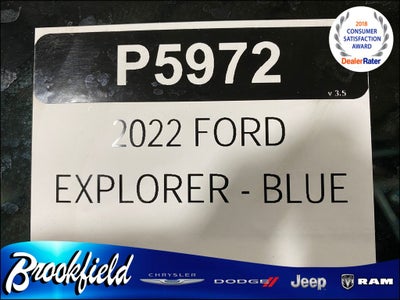 2018
CONSUMER
SATISFACTION
AWARD
DealerRater
P5972
v 3.5
2022 FORD
EXPLORER - BLUE
Brookfield
CHRYSLER
DODGE
Jeep
RAM